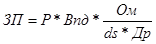 ЗП = Р* Впд* Ом / ds* Др